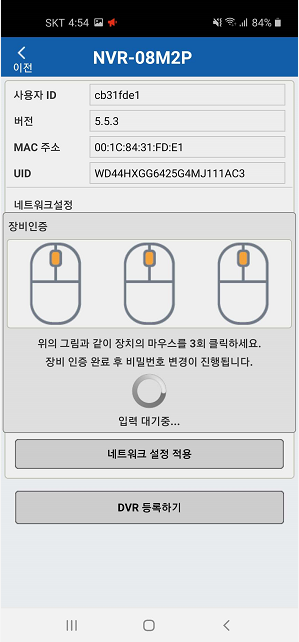 SKT 4:54 84%
이전
NVR-08M2P
사용자 ID cb31fde1
버전 5.5.3
MAC 주소 00:1C:84:31:FD:E1
UID WD44HXGG6425G4MJ111AC3
네트워크설정
장비인증
위의 그림과 같이 장치의 마우스를 3회 클릭하세요.
장비 인증 완료 후 비밀번호 변경이 진행됩니다.
입력 대기중...
네트워크 설정 적용
DVR 등록하기